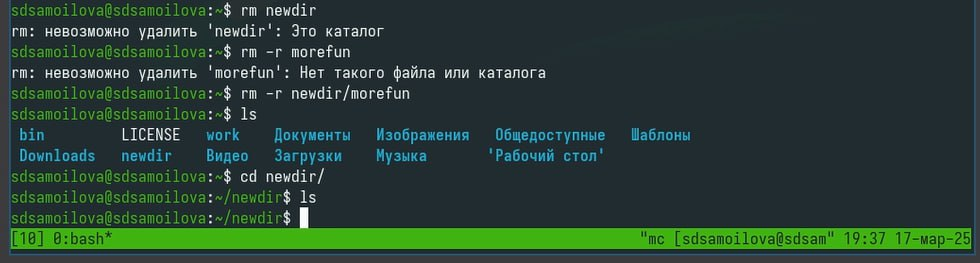 sdsamoilova@sdsamoilova:~$ rm newdir
rm: невозможно удалить 'newdir': Это каталог
sdsamoilova@sdsamoilova:~$ rm -r morefun
rm: невозможно удалить 'morefun': Нет такого файла или каталога
sdsamoilova@sdsamoilova:~$ rm -r newdir/morefun
sdsamoilova@sdsamoilova:~$ ls
bin LICENSE work Документы Изображения Общедоступные Шаблоны
Downloads newdir Видео Загрузки Музыка 'Рабочий стол'
sdsamoilova@sdsamoilova:~$ cd newdir/
sdsamoilova@sdsamoilova:~/newdir$ ls
sdsamoilova@sdsamoilova:~/newdir$
[10] 0:bash* "mc [sdsamoilova@sdsam" 19:37 17-мар-25